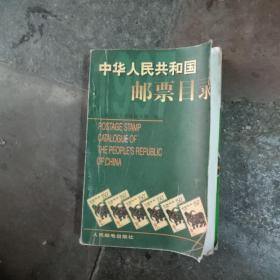 中华人民共和国
邮票目录
POSTAGE STAMP
CATALOGUE OF
THE PEOPLE'S REPUBLIC
OF CHINA
人民邮电出版社